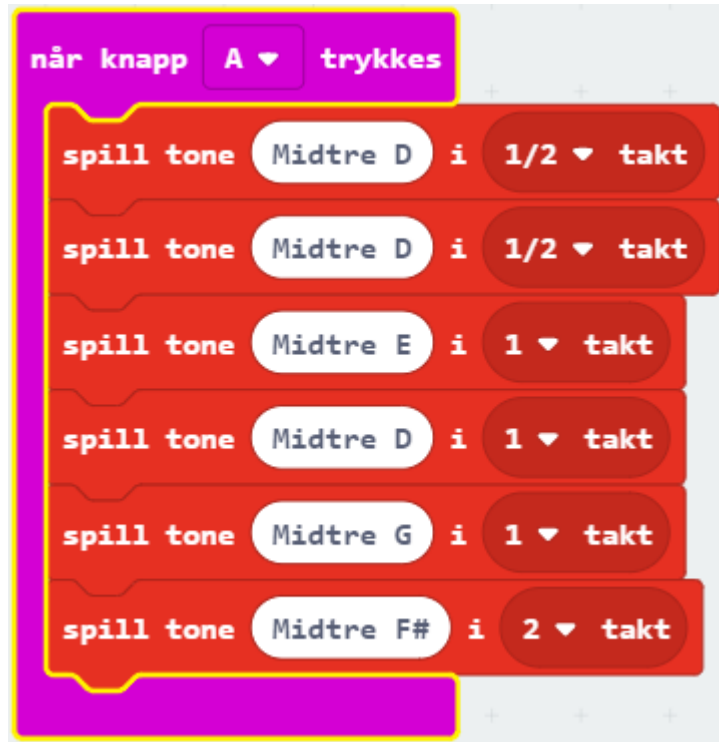 når knapp A trykkes
spill tone Midtre D i 1/2 takt
spill tone Midtre D i 1/2 takt
spill tone Midtre E i 1 takt
spill tone Midtre D i 1 takt
spill tone Midtre G i 1 takt
spill tone Midtre F# i 2 takt